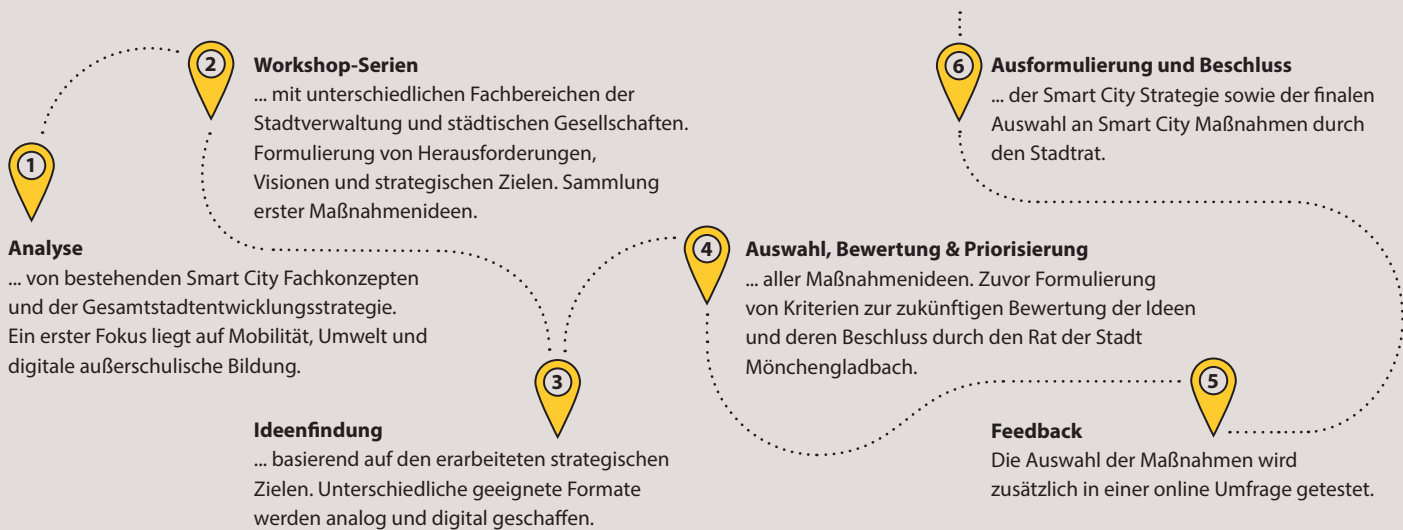 1
Analyse
... von bestehenden Smart City Fachkonzepten
und der Gesamtstadtentwicklungsstrategie.
Ein erster Fokus liegt auf Mobilität, Umwelt und
digitale außerschulische Bildung.
2
Workshop-Serien
... mit unterschiedlichen Fachbereichen der
Stadtverwaltung und städtischen Gesellschaften.
Formulierung von Herausforderungen,
Visionen und strategischen Zielen. Sammlung
erster Maßnahmenideen.
3
Ideenfindung
... basierend auf den erarbeiteten strategischen
Zielen. Unterschiedliche geeignete Formate
werden analog und digital geschaffen.
4
Auswahl, Bewertung & Priorisierung
... aller Maßnahmenideen. Zuvor Formulierung
von Kriterien zur zukünftigen Bewertung der Ideen
und deren Beschluss durch den Rat der Stadt
Mönchengladbach.
5
Feedback
Die Auswahl der Maßnahmen wird
zusätzlich in einer online Umfrage getestet.
6
Ausformulierung und Beschluss
... der Smart City Strategie sowie der finalen
Auswahl an Smart City Maßnahmen durch
den Stadtrat.